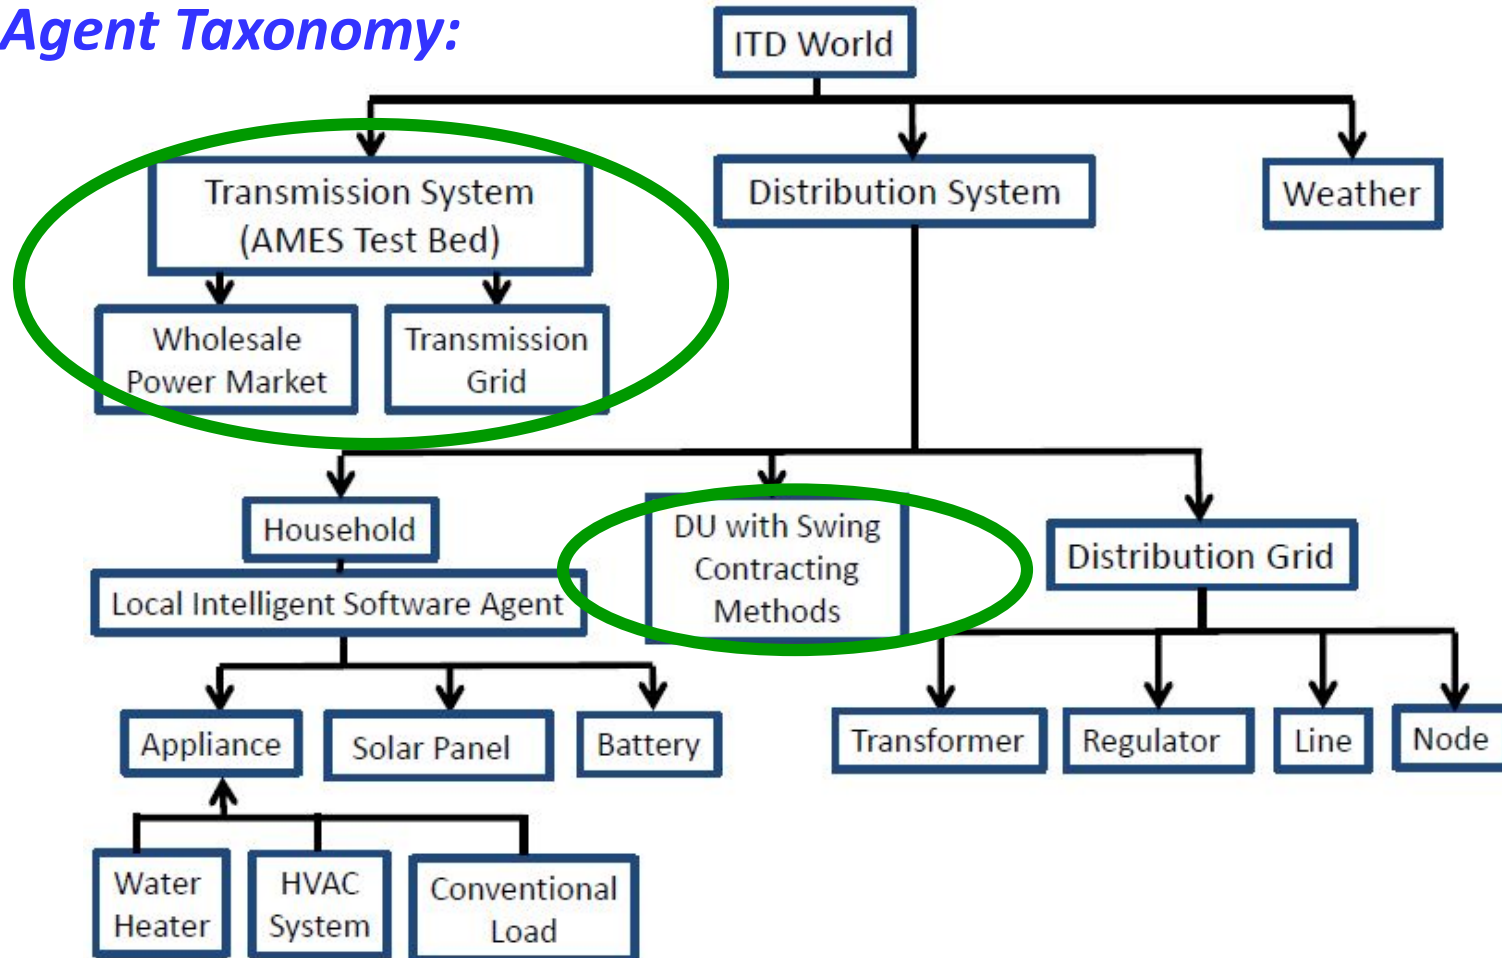 Agent Taxonomy:
ITD World
Transmission System
(AMES Test Bed)
Distribution System
Weather
Wholesale
Power Market
Transmission
Grid
Household
Local Intelligent Software Agent
DU with Swing
Contracting
Methods
Distribution Grid
Appliance
Solar Panel
Battery
Transformer
Regulator
Line
Node
Water
Heater
HVAC
System
Conventional
Load